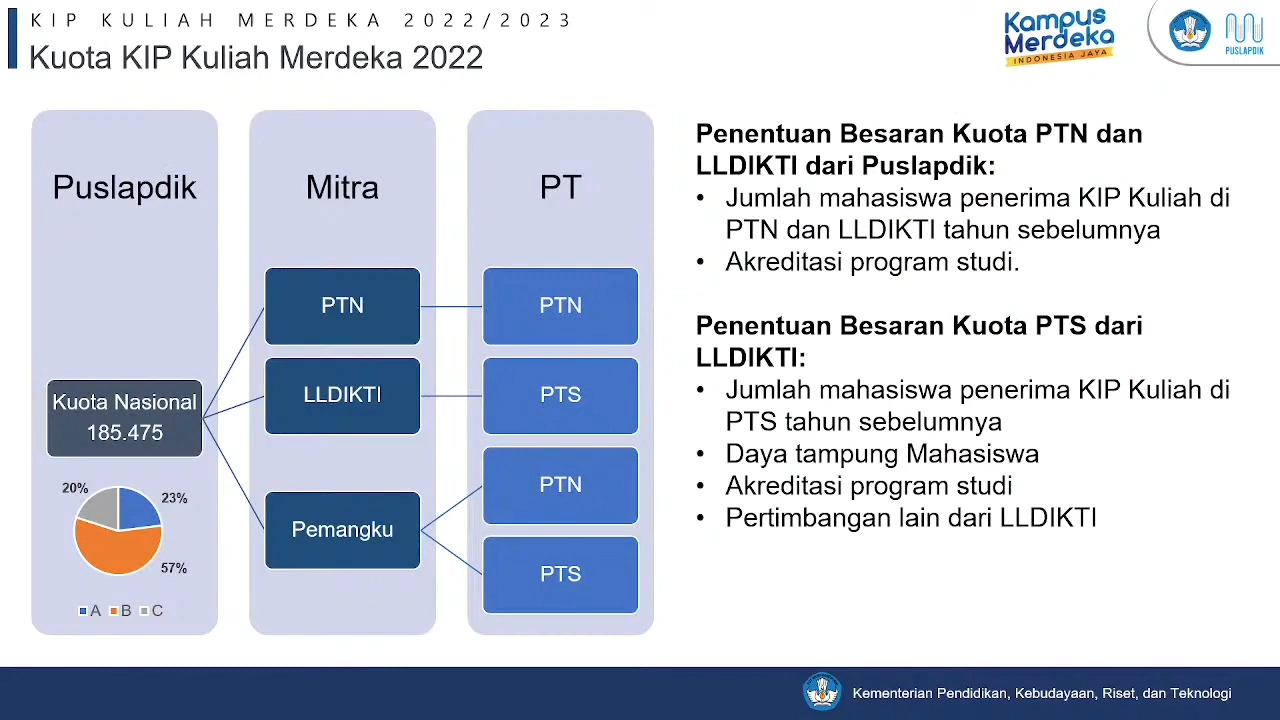 KIP KULIAH MERDEKA 2022/2023
Kuota KIP Kuliah Merdeka 2022
Kampus
Merdeka
INDONESIA JAYA
PUSLAPDIK
Puslapdik
Kuota Nasional
185.475
20%
23%
57%
A B C
Mitra
PTN
LLDIKTI
Pemangku
PT
PTN
PTS
PTN
PTS
Penentuan Besaran Kuota PTN dan
LLDIKTI dari Puslapdik:
• Jumlah mahasiswa penerima KIP Kuliah di
PTN dan LLDIKTI tahun sebelumnya
• Akreditasi program studi.
Penentuan Besaran Kuota PTS dari
LLDIKTI:
• Jumlah mahasiswa penerima KIP Kuliah di
PTS tahun sebelumnya
• Daya tampung Mahasiswa
• Akreditasi program studi
• Pertimbangan lain dari LLDIKTI
Kementerian Pendidikan, Kebudayaan, Riset, dan Teknologi